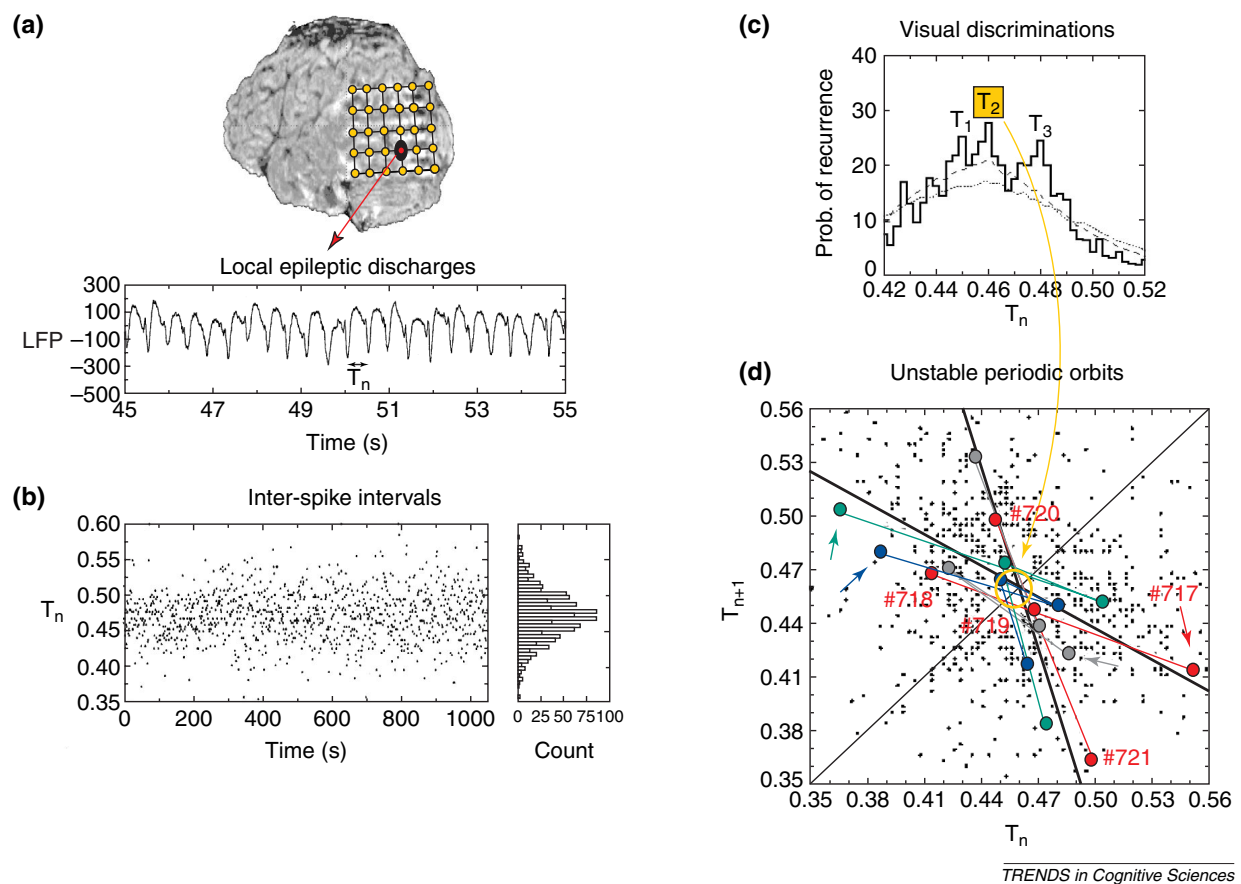 (a)
Local epileptic discharges
300
100
LFP −100
−300
−500
Tn
45 47 49 51 53 55
Time (s)
(b)
Inter-spike intervals
0.60
0.55
0.50
Tn
0.45
0.40
0.35
0 200 400 600 800 1000
0 25 50 75 100
Time (s)
Count
(c)
Visual discriminations
40
30
20
10
0
Prob. of recurrence
T1
T2
T3
0.42 0.44 0.46 0.48 0.50 0.52
Tn
(d)
Unstable periodic orbits
0.56
0.53
0.50
0.47
0.44
0.41
0.35
Tn+1
#720
#717
#718
#719
#721
0.35 0.38 0.41 0.44 0.47 0.50 0.56
Tn
TRENDS in Cognitive Sciences